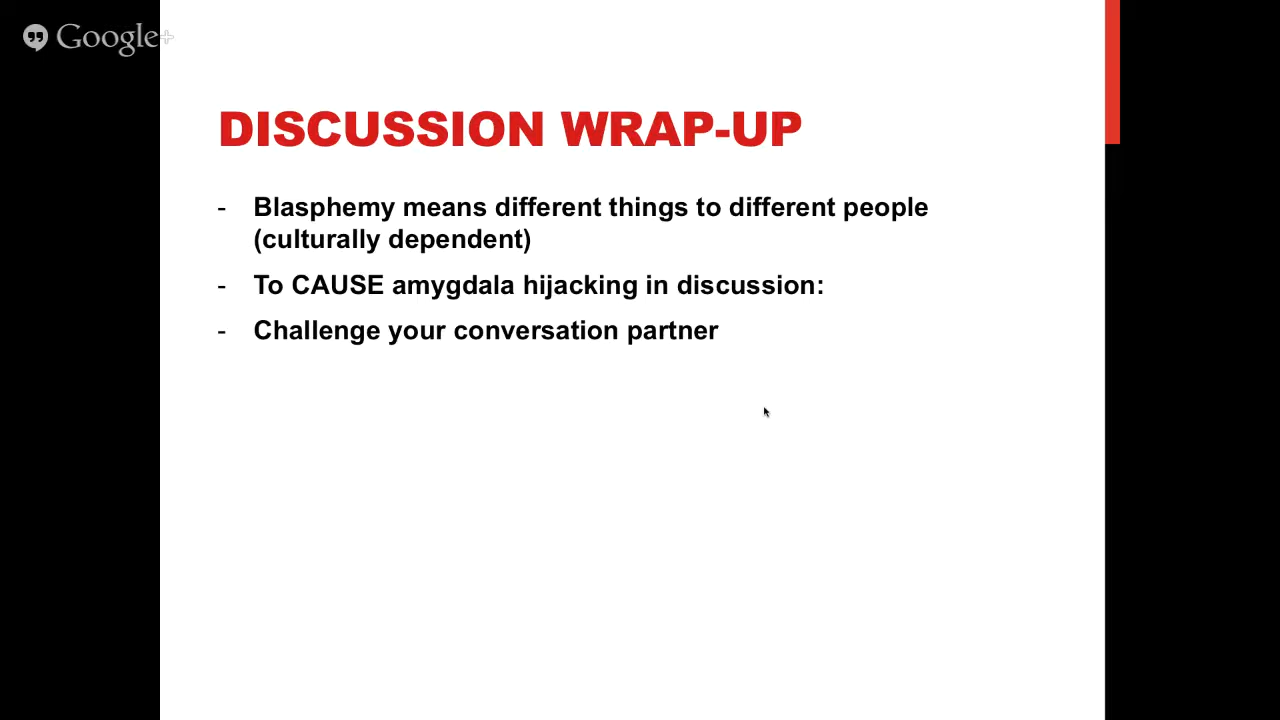 Google+
DISCUSSION WRAP-UP
- Blasphemy means different things to different people
(culturally dependent)
- To CAUSE amygdala hijacking in discussion:
- Challenge your conversation partner